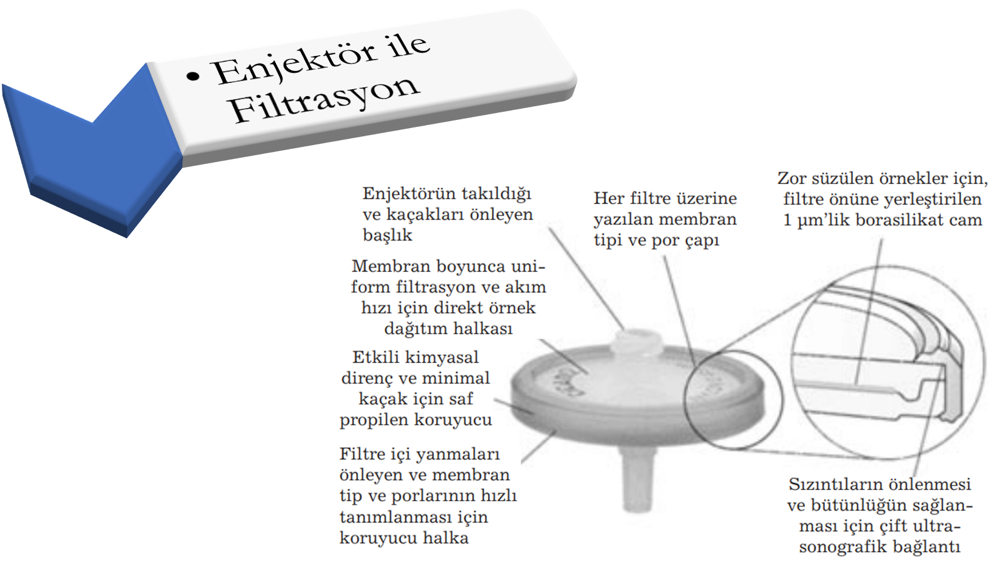 • Enjektör ile
Filtrasyon
Enjektörün takıldığı
ve kaçakları önleyen
başlık
Her filtre üzerine
yazılan membran
tipi ve por çapı
Zor süzülen örnekler için,
filtre önüne yerleştirilen
1 µm’lik borasilikat cam
Membran boyunca uni-
form filtrasyon ve akım
hızı için direkt örnek
dağıtım halkası
Etkili kimyasal
direnç ve minimal
kaçak için saf
propilen koruyucu
Filtre içi yanmaları
önleyen ve membran
tip ve porlarının hızlı
tanımlanması için
koruyucu halka
Sızıntıların önlenmesi
ve bütünlüğün sağlan-
ması için çift ultra-
sonografik bağlantı